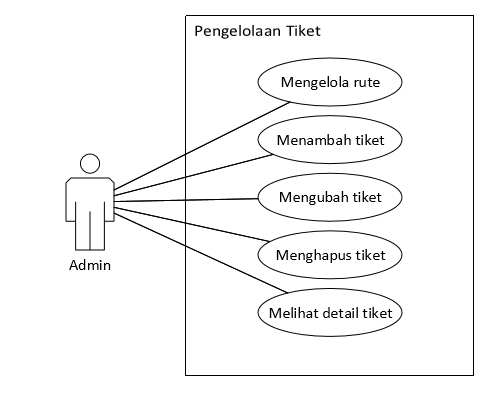 Pengelolaan Tiket
Mengelola rute
Menambah tiket
Mengubah tiket
Menghapus tiket
Melihat detail tiket
Admin